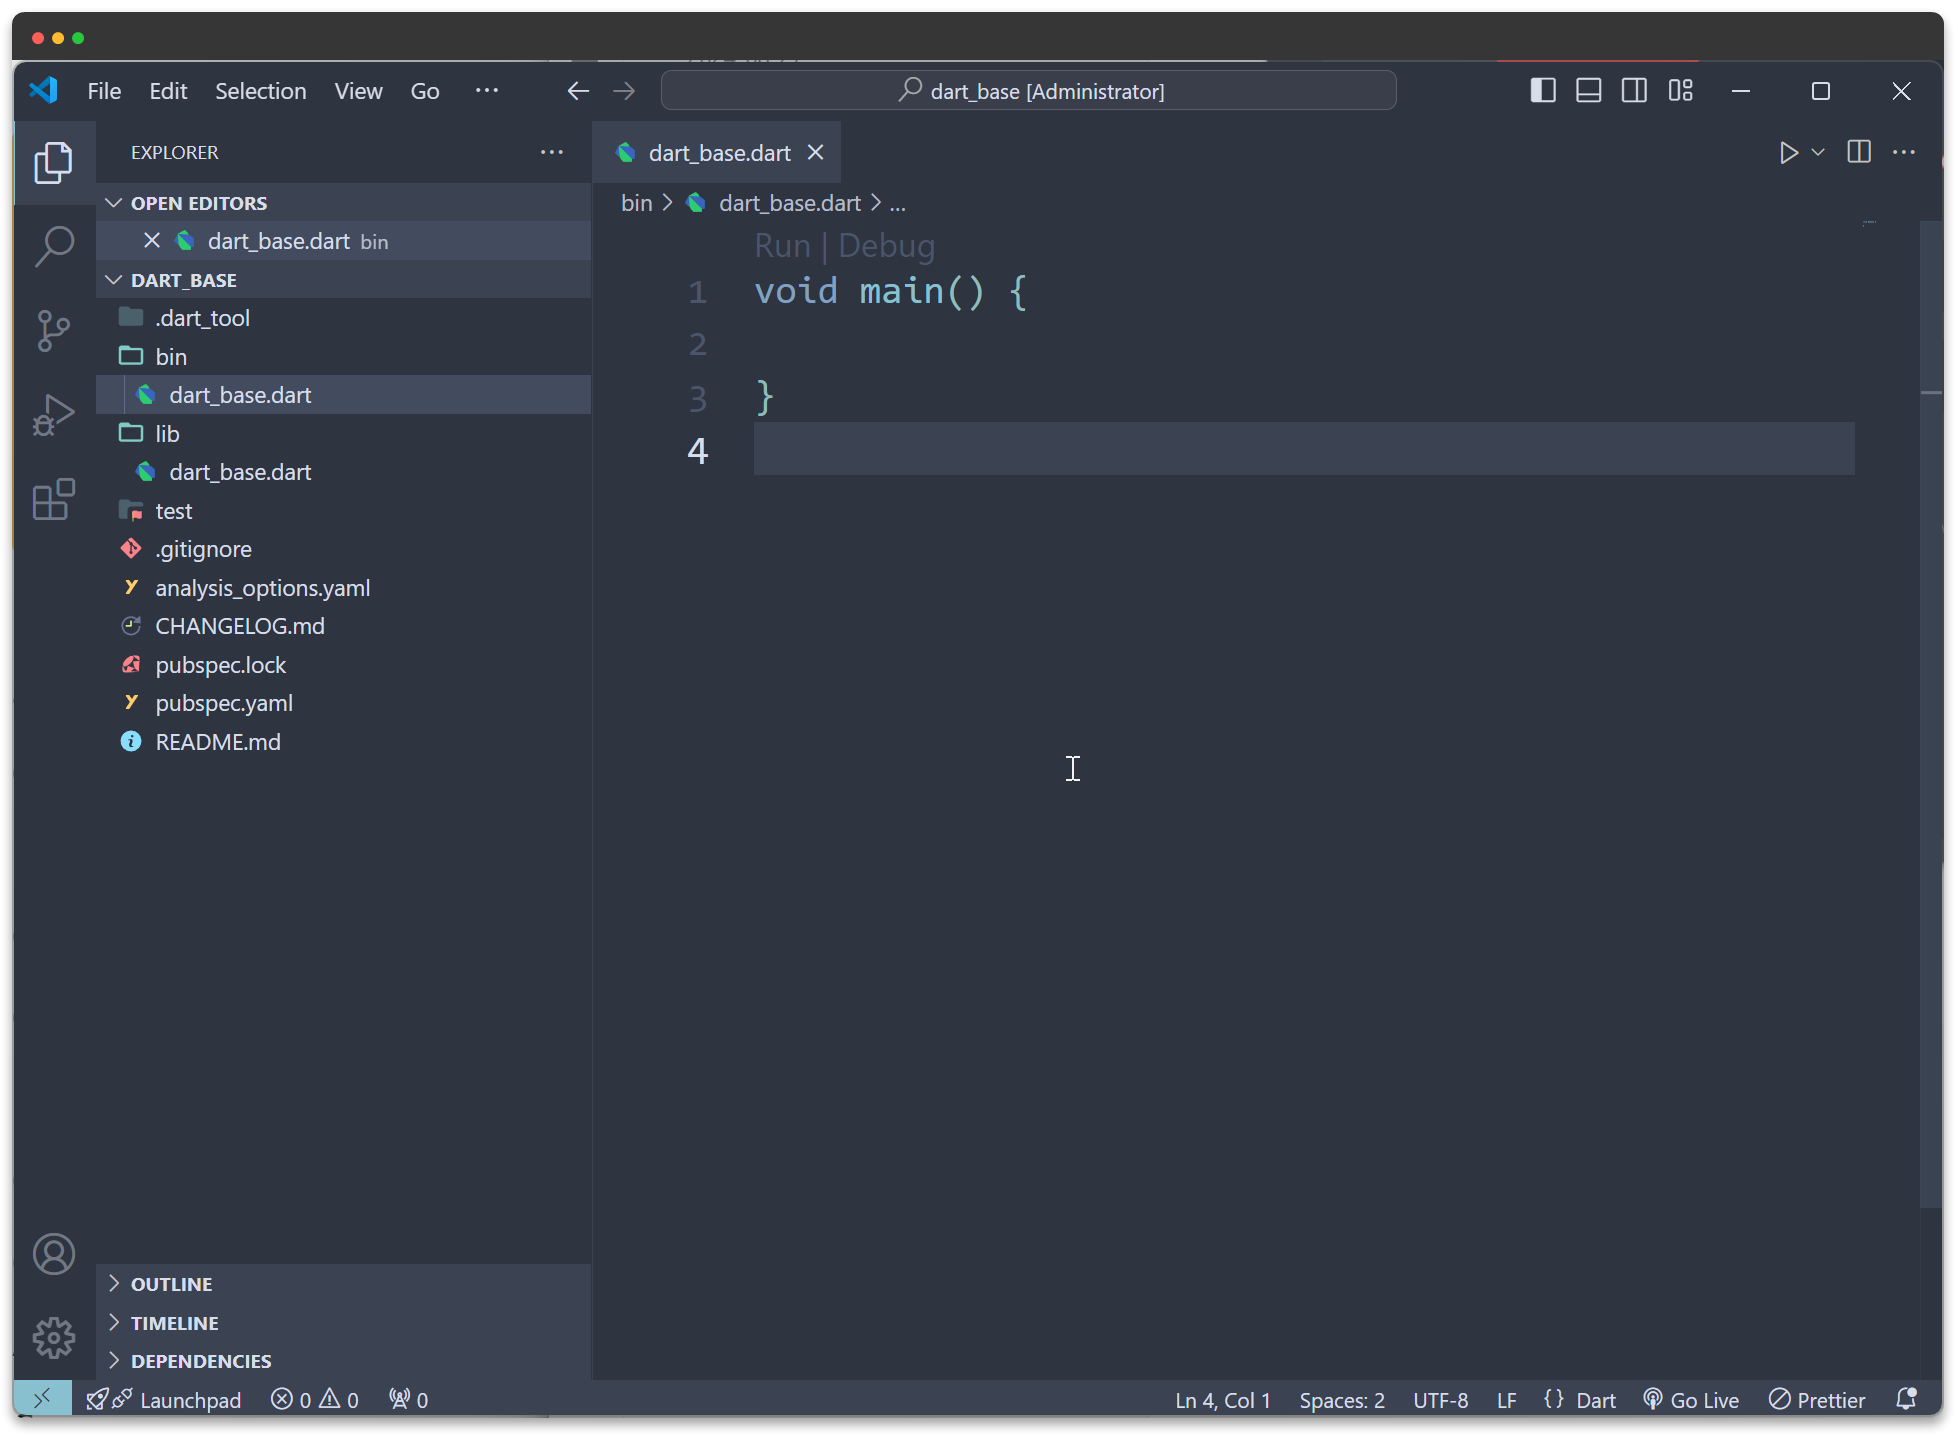 File Edit Selection View Go ... dart_base [Administrator]
EXPLORER ...
OPEN EDITORS
dart_base.dart bin
DART_BASE
.dart_tool
bin
dart_base.dart
lib
dart_base.dart
test
.gitignore
analysis_options.yaml
CHANGELOG.md
pubspec.lock
pubspec.yaml
README.md
OUTLINE
TIMELINE
DEPENDENCIES
dart_base.dart
bin > dart_base.dart > ...
Run | Debug
1 void main() {
2
3 }
4
Launchpad 0 0 0 Ln 4, Col 1 Spaces: 2 UTF-8 LF {} Dart Go Live Prettier